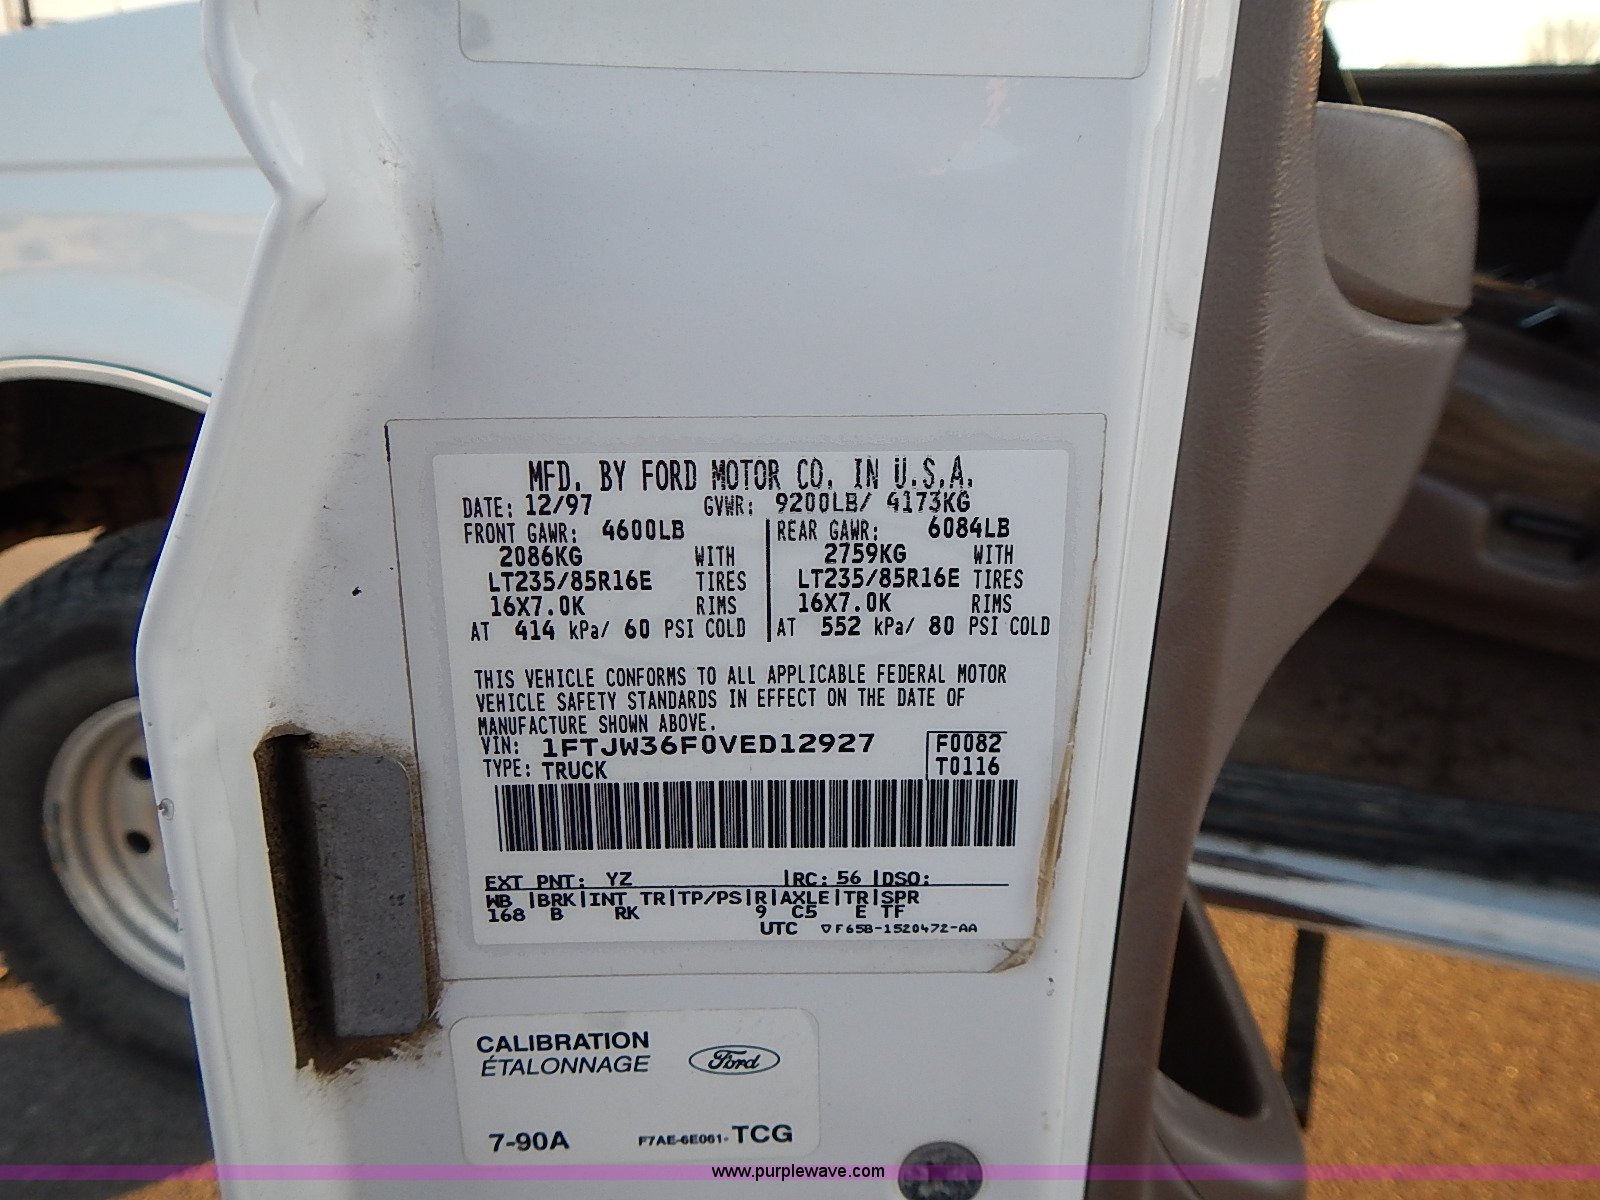 MFD. BY FORD MOTOR CO. IN U.S.A.
DATE: 12/97 GVWR: 9200LB/ 4173KG
FRONT GAWR: 4600LB REAR GAWR: 6084LB
2086KG WITH 2759KG WITH
LT235/85R16E TIRES LT235/85R16E TIRES
16X7.0K RIMS 16X7.0K RIMS
AT 414 kPa/ 60 PSI COLD AT 552 kPa/ 80 PSI COLD
THIS VEHICLE CONFORMS TO ALL APPLICABLE FEDERAL MOTOR
VEHICLE SAFETY STANDARDS IN EFFECT ON THE DATE OF
MANUFACTURE SHOWN ABOVE.
VIN: 1FTJW36F0VED12927 F0082
TYPE: TRUCK T0116
EXT PNT: YZ |RC: 56 |DSO:
WB |BRK|INT TR|TP/PS|R|AXLE|TR|SPR
168 B RK 9 C5 E TF
UTC ▽F65B-1520472-AA
CALIBRATION
ÉTALONNAGE Ford
7-90A F7AE-6E061-TCG
www.purplewave.com